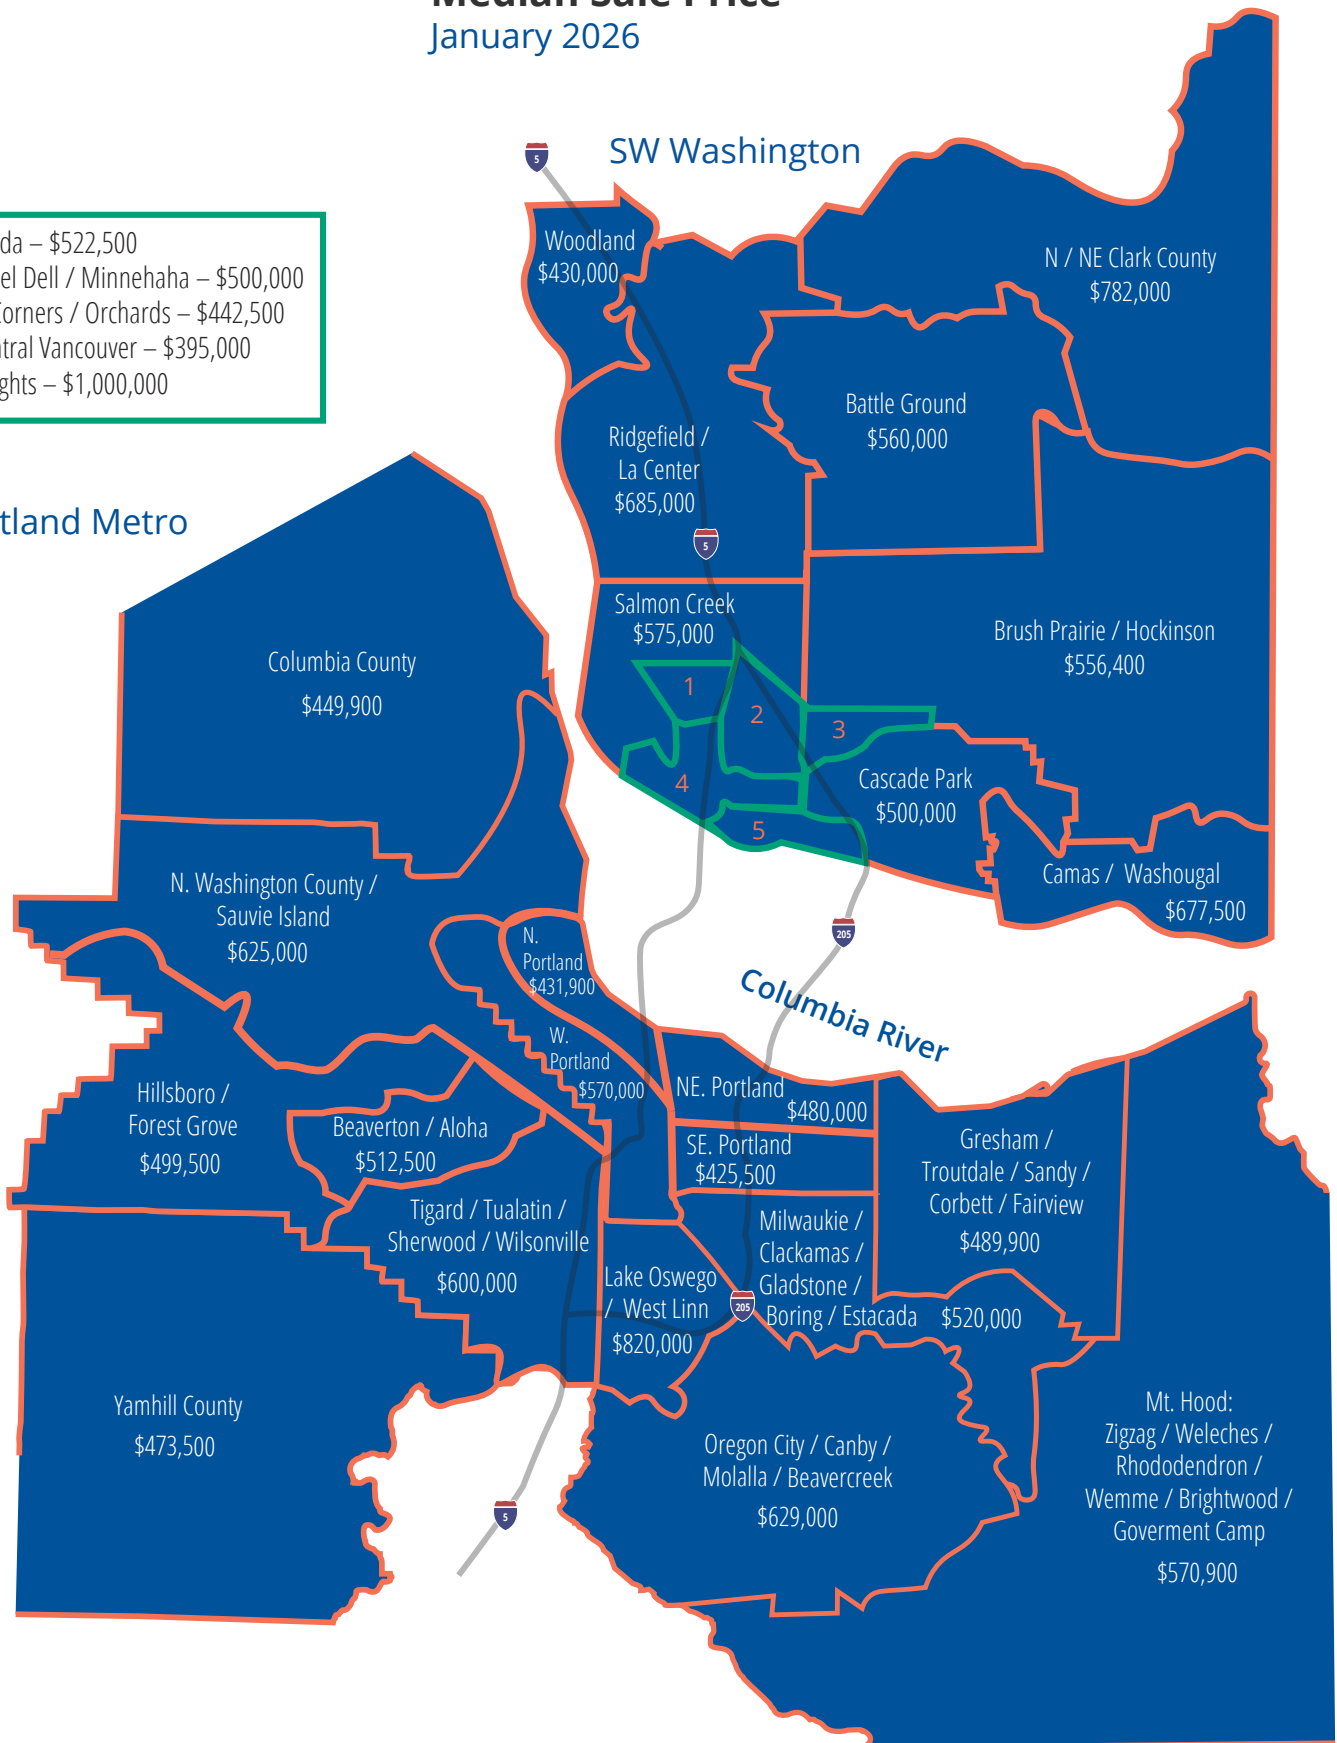 January 2026
SW Washington
da – $522,500
el Dell / Minnehaha – $500,000
Corners / Orchards – $442,500
tral Vancouver – $395,000
ghts – $1,000,000
tland Metro
5
Woodland
$430,000
N / NE Clark County
$782,000
Battle Ground
$560,000
Ridgefield /
La Center
$685,000
5
Salmon Creek
$575,000
Brush Prairie / Hockinson
$556,400
1
2
3
4
5
Cascade Park
$500,000
Camas / Washougal
$677,500
205
Columbia River
Columbia County
$449,900
N. Washington County /
Sauvie Island
$625,000
N.
Portland
$431,900
W.
Portland
$570,000
NE. Portland
$480,000
SE. Portland
$425,500
Hillsboro /
Forest Grove
$499,500
Beaverton / Aloha
$512,500
Tigard / Tualatin /
Sherwood / Wilsonville
$600,000
Lake Oswego
/ West Linn
$820,000
Milwaukie /
Clackamas /
Gladstone /
Boring / Estacada
$520,000
205
Gresham /
Troutdale / Sandy /
Corbett / Fairview
$489,900
Yamhill County
$473,500
Oregon City / Canby /
Molalla / Beavercreek
$629,000
Mt. Hood:
Zigzag / Weleches /
Rhododendron /
Wemme / Brightwood /
Goverment Camp
$570,900
5